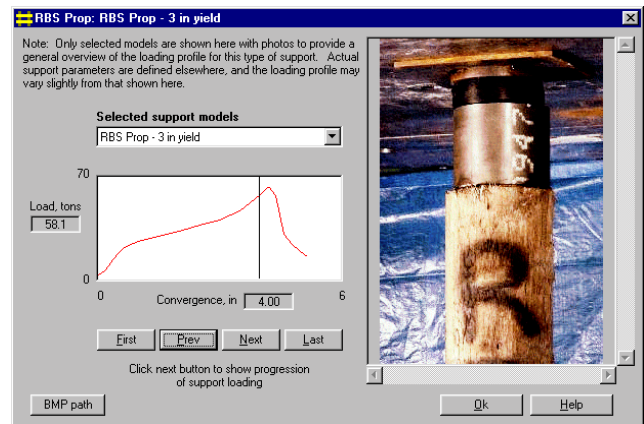 RBS Prop: RBS Prop - 3 in yield
Note: Only selected models are shown here with photos to provide a
general overview of the loading profile for this type of support. Actual
support parameters are defined elsewhere, and the loading profile may
vary slightly from that shown here.
Selected support models
RBS Prop - 3 in yield
70
Load, tons
58.1
0
0
Convergence, in
4.00
6
First
Prev
Next
Last
Click next button to show progression
of support loading
BMP path
Ok
Help